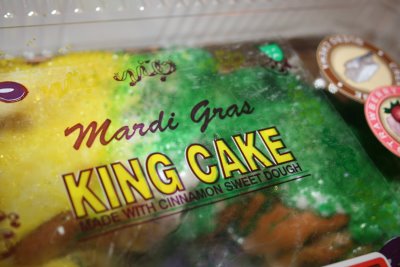 Mardi Gras
KING CAKE
MADE WITH CINNAMON SWEET DOUGH